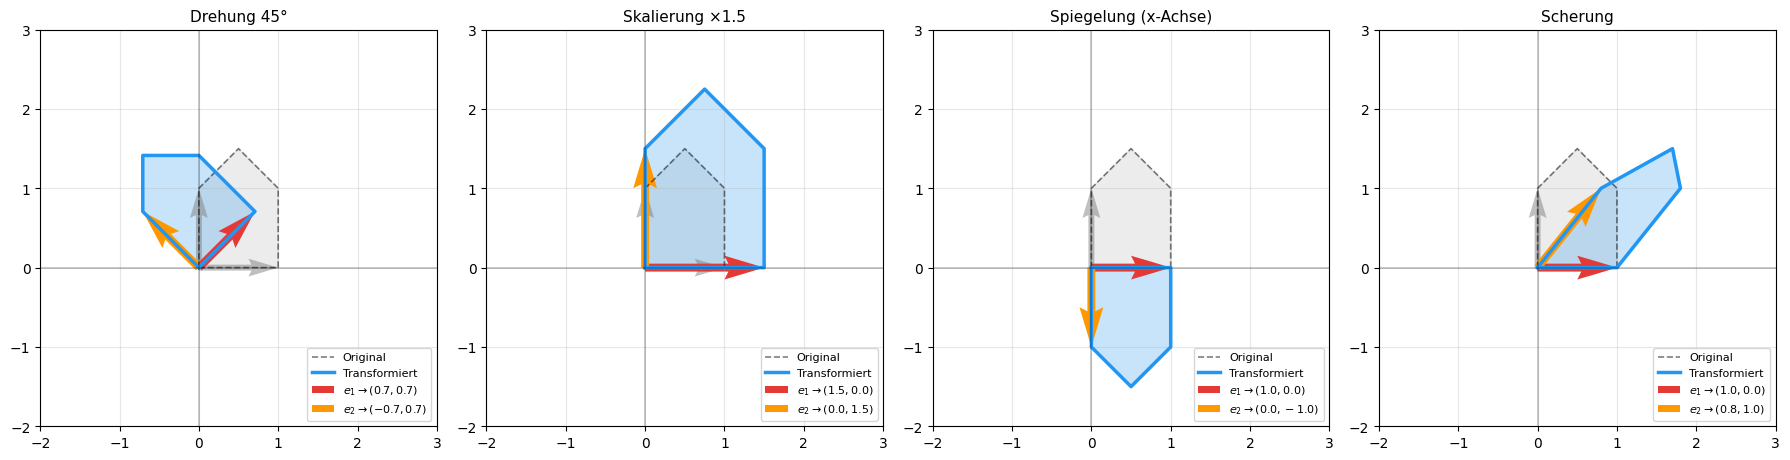 Drehung 45°
3
2
1
0
−1
−2
−2 −1 0 1 2 3
Original
Transformiert
e₁→(0.7, 0.7)
e₂→(−0.7, 0.7)
Skalierung ×1.5
3
2
1
0
−1
−2
−2 −1 0 1 2 3
Original
Transformiert
e₁→(1.5, 0.0)
e₂→(0.0, 1.5)
Spiegelung (x-Achse)
3
2
1
0
−1
−2
−2 −1 0 1 2 3
Original
Transformiert
e₁→(1.0, 0.0)
e₂→(0.0, −1.0)
Scherung
3
2
1
0
−1
−2
−2 −1 0 1 2 3
Original
Transformiert
e₁→(1.0, 0.0)
e₂→(0.8, 1.0)